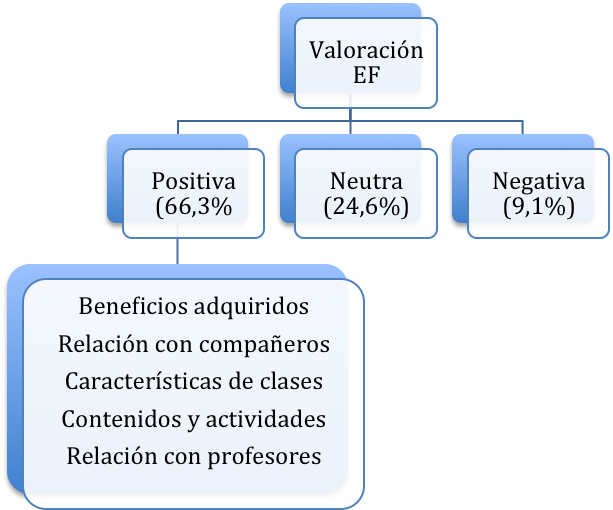 Valoración
EF
Positiva
(66,3%
Neutra
(24,6%)
Negativa
(9,1%)
Beneficios adquiridos
Relación con compañeros
Características de clases
Contenidos y actividades
Relación con profesores